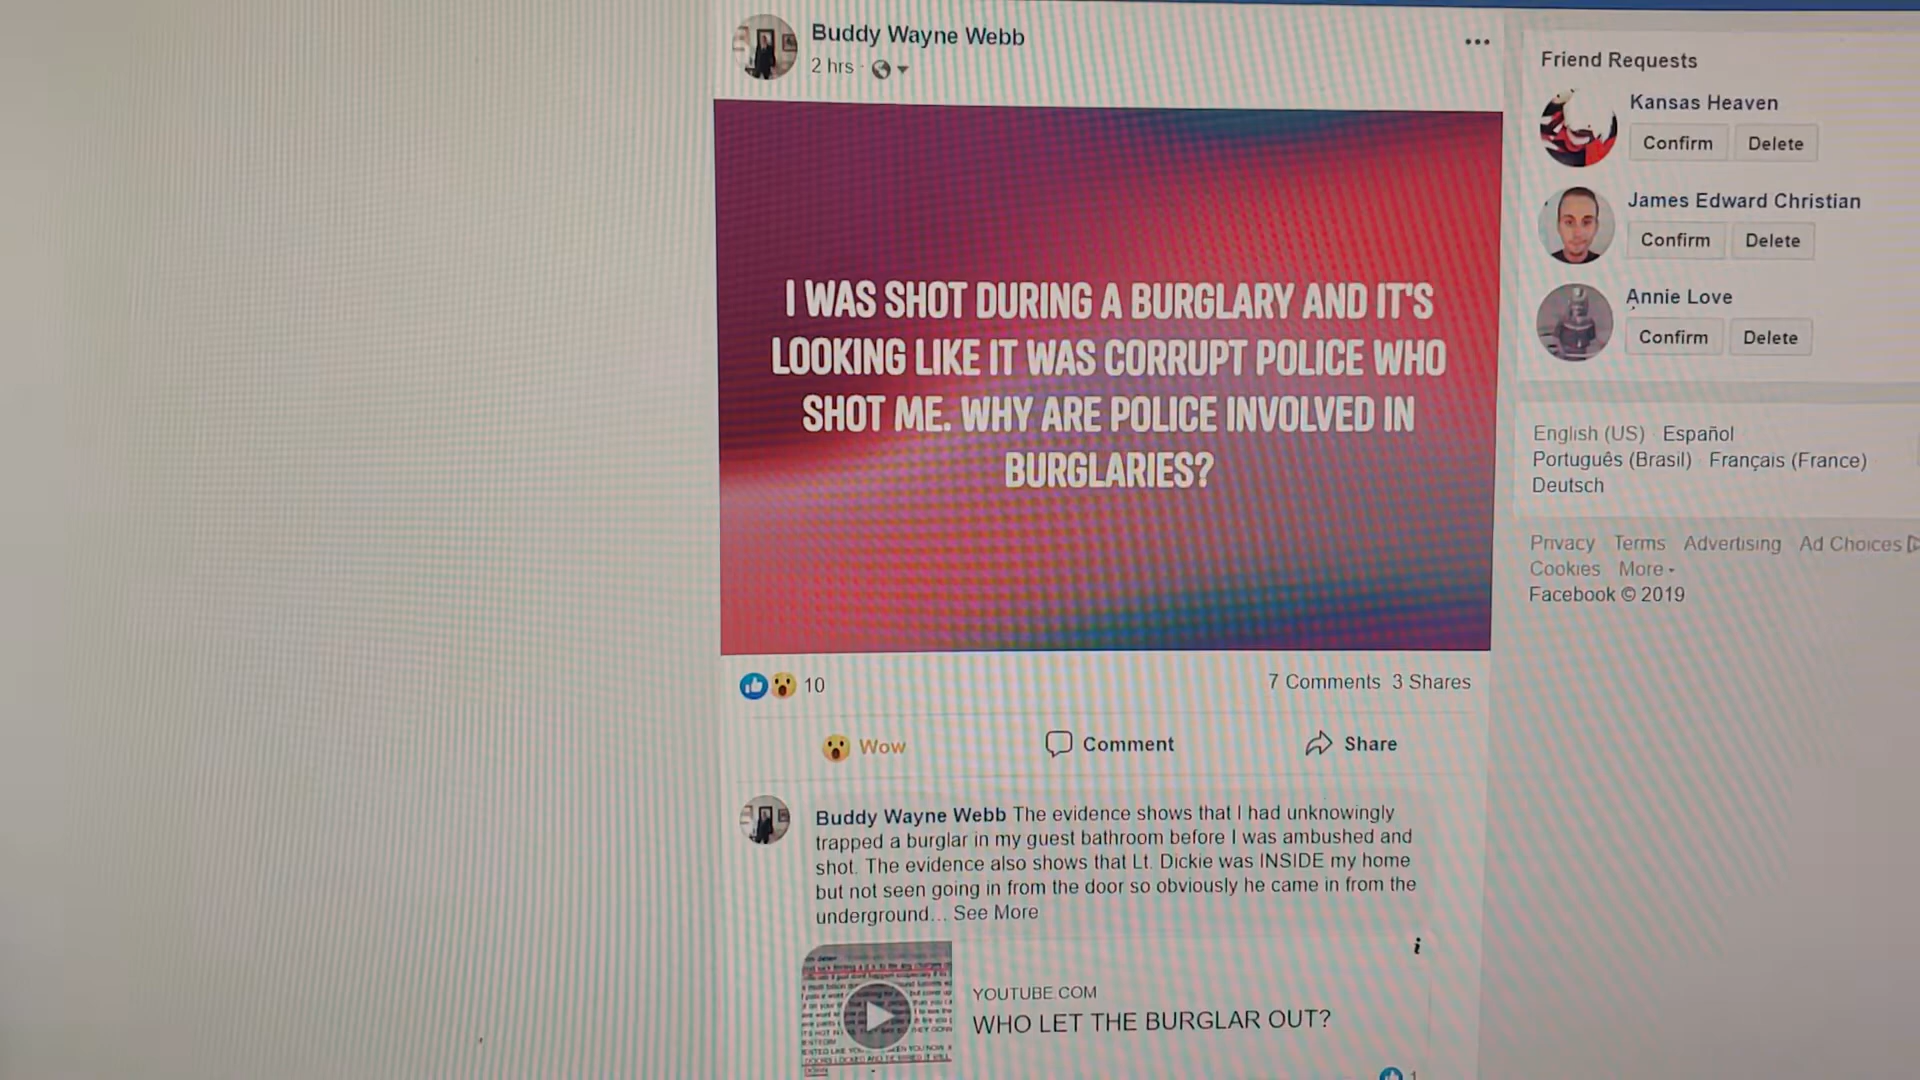 Buddy Wayne Webb
2 hrs ·
I WAS SHOT DURING A BURGLARY AND IT'S
LOOKING LIKE IT WAS CORRUPT POLICE WHO
SHOT ME. WHY ARE POLICE INVOLVED IN
BURGLARIES?
10
7 Comments 3 Shares
Wow
Comment
Share
Buddy Wayne Webb The evidence shows that I had unknowingly
trapped a burglar in my guest bathroom before I was ambushed and
shot. The evidence also shows that Lt. Dickie was INSIDE my home
but not seen going in from the door so obviously he came in from the
underground... See More
i
YOUTUBE.COM
WHO LET THE BURGLAR OUT?
1
Friend Requests
Kansas Heaven
Confirm Delete
James Edward Christian
Confirm Delete
Annie Love
Confirm Delete
English (US) · Español
Português (Brasil) · Français (France)
Deutsch
Privacy Terms Advertising Ad Choices
Cookies More
Facebook © 2019